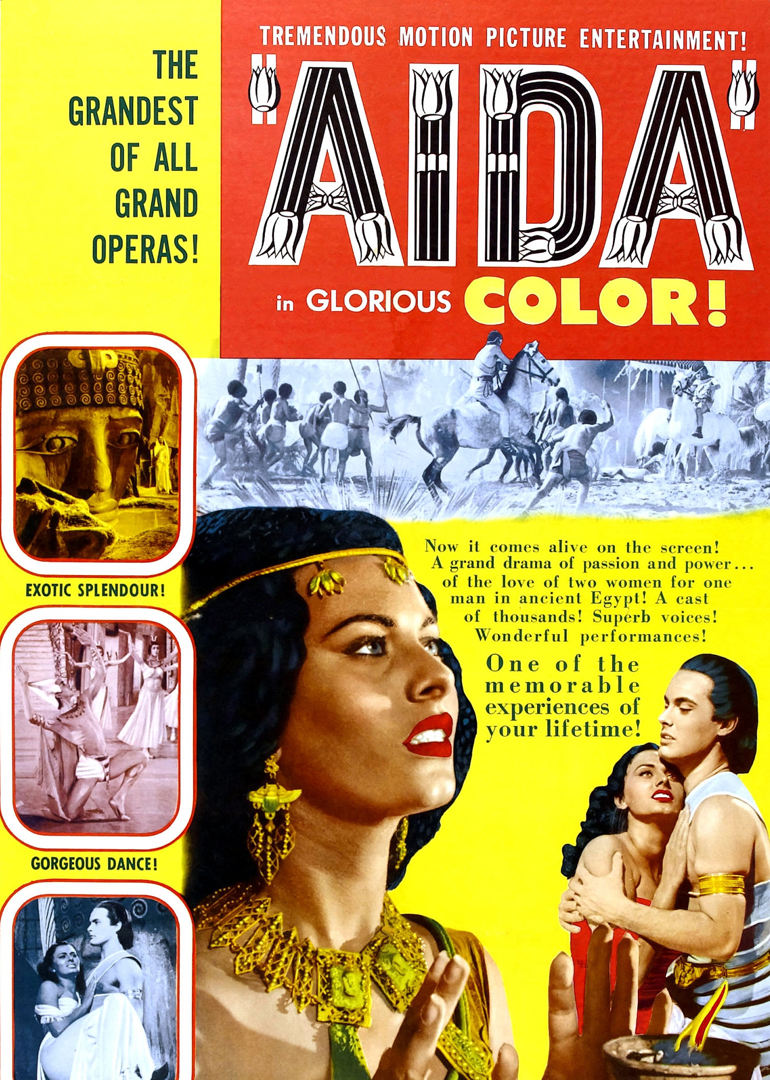 THE
GRANDEST
OF ALL
GRAND
OPERAS!
TREMENDOUS MOTION PICTURE ENTERTAINMENT!
"AIDA"
in GLORIOUS COLOR!
EXOTIC SPLENDOUR!
GORGEOUS DANCE!
Now it comes alive on the screen!
A grand drama of passion and power...
of the love of two women for one
man in ancient Egypt! A cast
of thousands! Superb voices!
Wonderful performances!
One of the
memorable
experiences of
your lifetime!